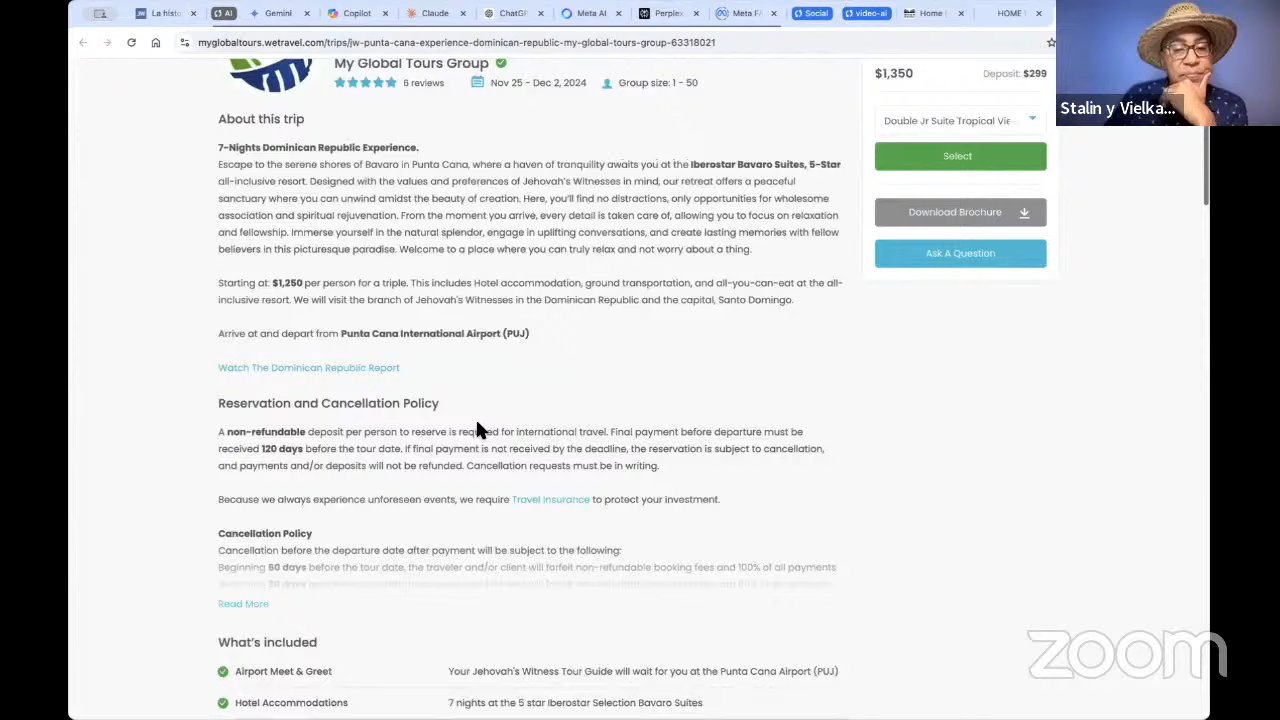 La histu
AI
Gemini
Copilot
Claude
ChatGF
Meta AI
Perplex
Meta FA
Social
video-ai
Home |
HOME |
myglobaltours.wetravel.com/trips/jw-punta-cana-experience-dominican-republic-my-global-tours-group-63318021
Stalin y Vielka...
My Global Tours Group
6 reviews
Nov 25 - Dec 2, 2024
Group size: 1 - 50
$1,350
Deposit: $299
Double Jr Suite Tropical Vie
Select
Download Brochure
Ask A Question
About this trip
7-Nights Dominican Republic Experience.
Escape to the serene shores of Bavaro in Punta Cana, where a haven of tranquility awaits you at the Iberostar Bavaro Suites, 5-Star
all-inclusive resort. Designed with the values and preferences of Jehovah's Witnesses in mind, our retreat offers a peaceful
sanctuary where you can unwind amidst the beauty of creation. Here, you'll find no distractions, only opportunities for wholesome
association and spiritual rejuvenation. From the moment you arrive, every detail is taken care of, allowing you to focus on relaxation
and fellowship. Immerse yourself in the natural splendor, engage in uplifting conversations, and create lasting memories with fellow
believers in this picturesque paradise. Welcome to a place where you can truly relax and not worry about a thing.
Starting at: $1,250 per person for a triple. This includes Hotel accommodation, ground transportation, and all-you-can-eat at the all-
inclusive resort. We will visit the branch of Jehovah's Witnesses in the Dominican Republic and the capital, Santo Domingo.
Arrive at and depart from Punta Cana International Airport (PUJ)
Watch The Dominican Republic Report
Reservation and Cancellation Policy
A non-refundable deposit per person to reserve is required for international travel. Final payment before departure must be
received 120 days before the tour date. If final payment is not received by the deadline, the reservation is subject to cancellation,
and payments and/or deposits will not be refunded. Cancellation requests must be in writing.
Because we always experience unforeseen events, we require Travel Insurance to protect your investment.
Cancellation Policy
Cancellation before the departure date after payment will be subject to the following:
Beginning 60 days before the tour date, the traveler and/or client will forfeit non-refundable booking fees and 100% of all payments
Read More
What's included
Airport Meet & Greet
Your Jehovah's Witness Tour Guide will wait for you at the Punta Cana Airport (PUJ)
Hotel Accommodations
7 nights at the 5 star Iberostar Selection Bavaro Suites
zoom